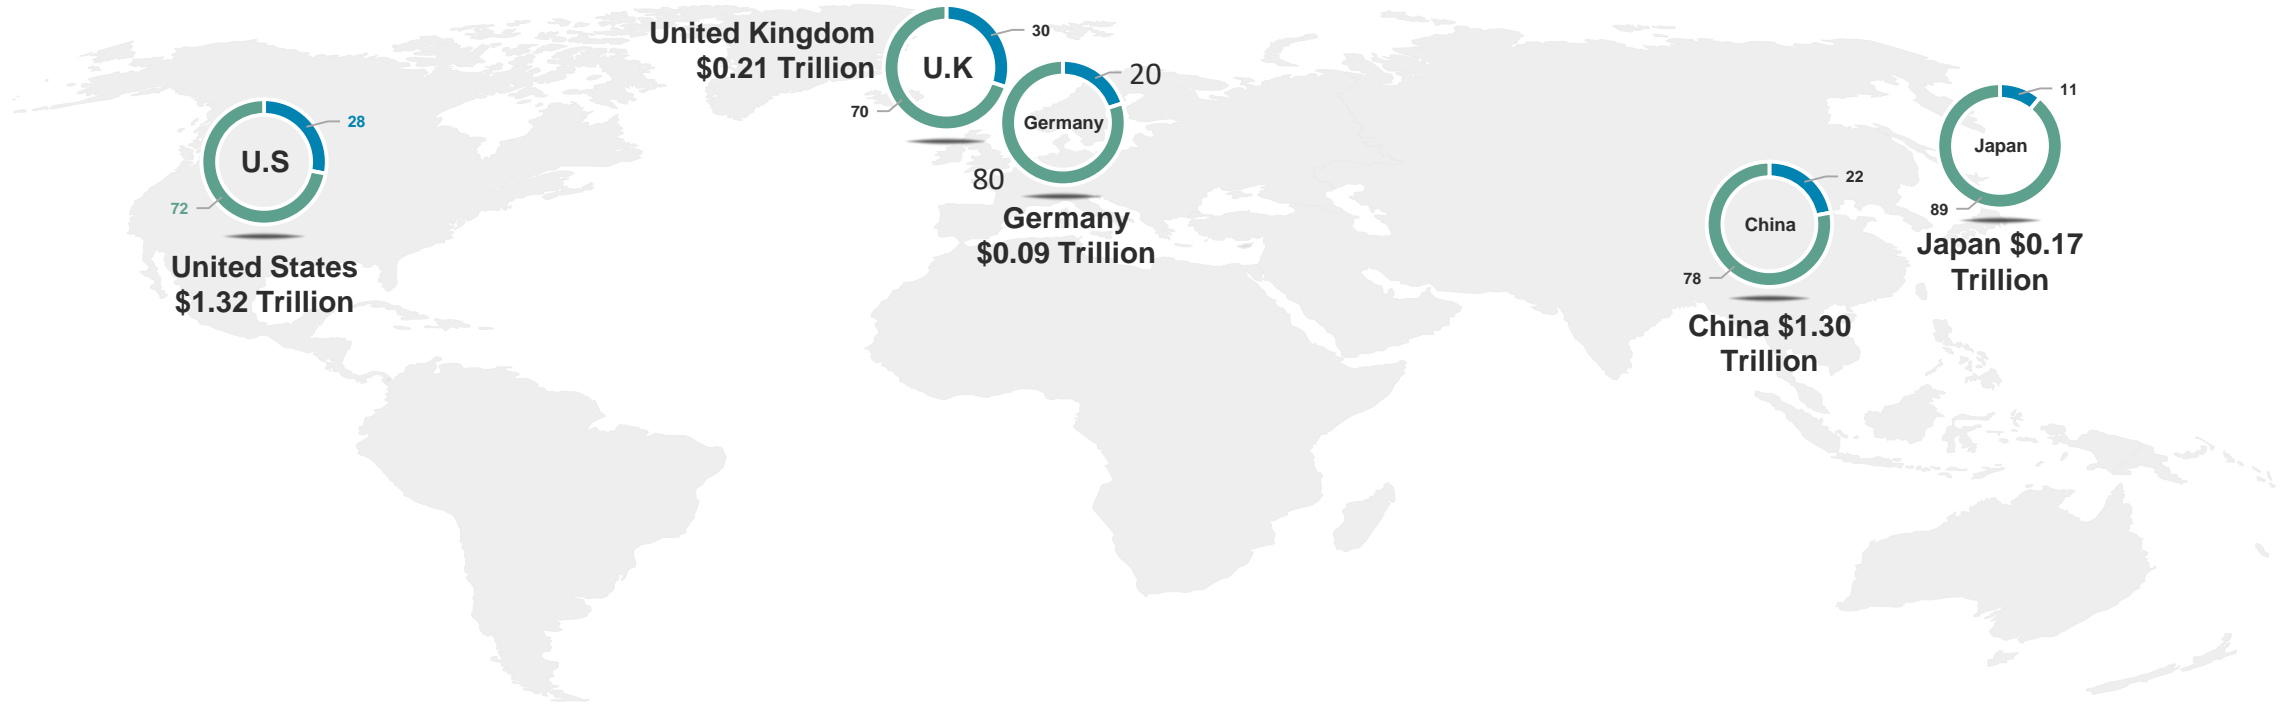 United Kingdom
$0.21 Trillion
U.K
30
70
Germany
20
80
Germany
$0.09 Trillion
U.S
28
72
United States
$1.32 Trillion
China
22
78
China $1.30
Trillion
Japan
11
89
Japan $0.17
Trillion